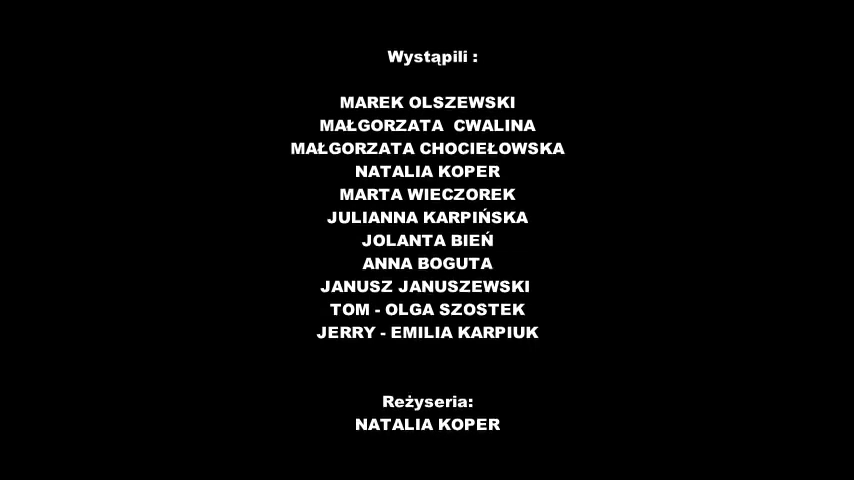 Wystąpili :
MAREK OLSZEWSKI
MAŁGORZATA CWALINA
MAŁGORZATA CHOCIEŁOWSKA
NATALIA KOPER
MARTA WIECZOREK
JULIANNA KARPIŃSKA
JOLANTA BIEŃ
ANNA BOGUTA
JANUSZ JANUSZEWSKI
TOM - OLGA SZOSTEK
JERRY - EMILIA KARPIUK
Reżyseria:
NATALIA KOPER